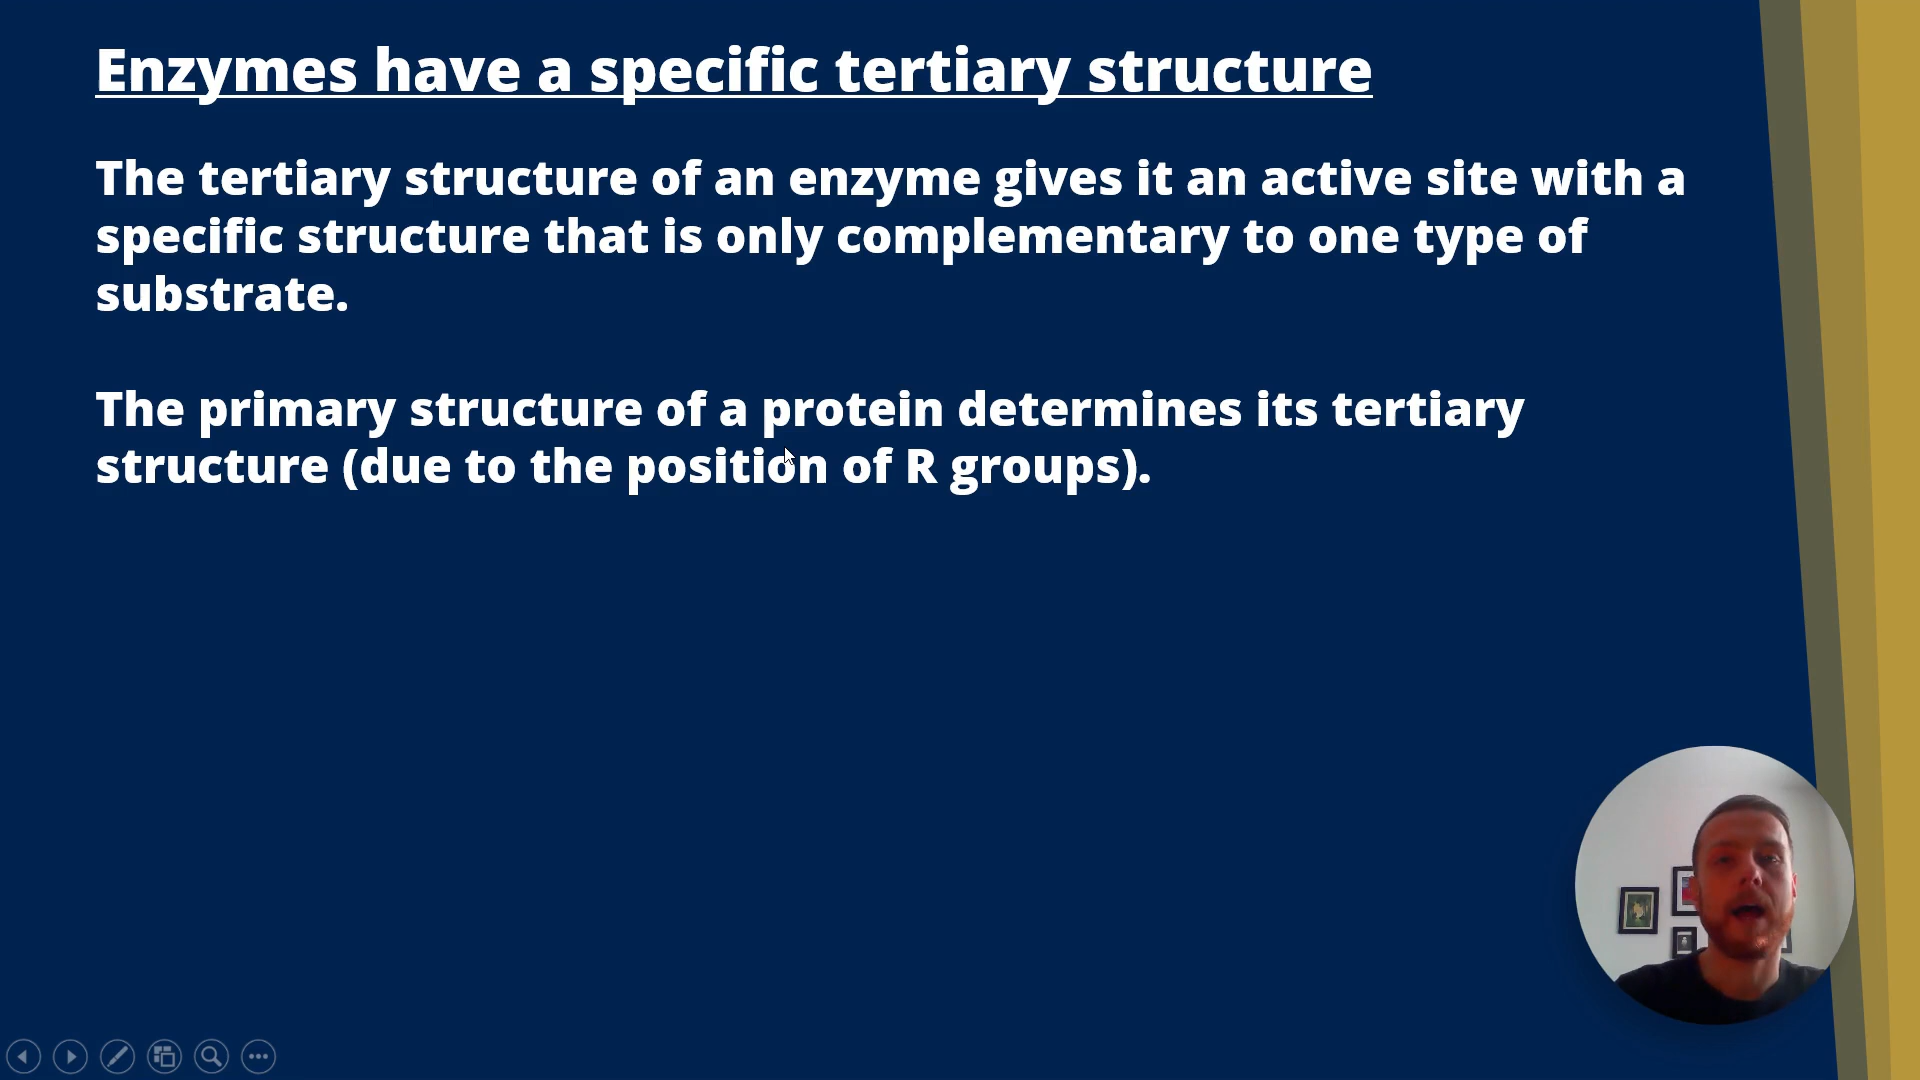 Enzymes have a specific tertiary structure
The tertiary structure of an enzyme gives it an active site with a
specific structure that is only complementary to one type of
substrate.
The primary structure of a protein determines its tertiary
structure (due to the position of R groups).